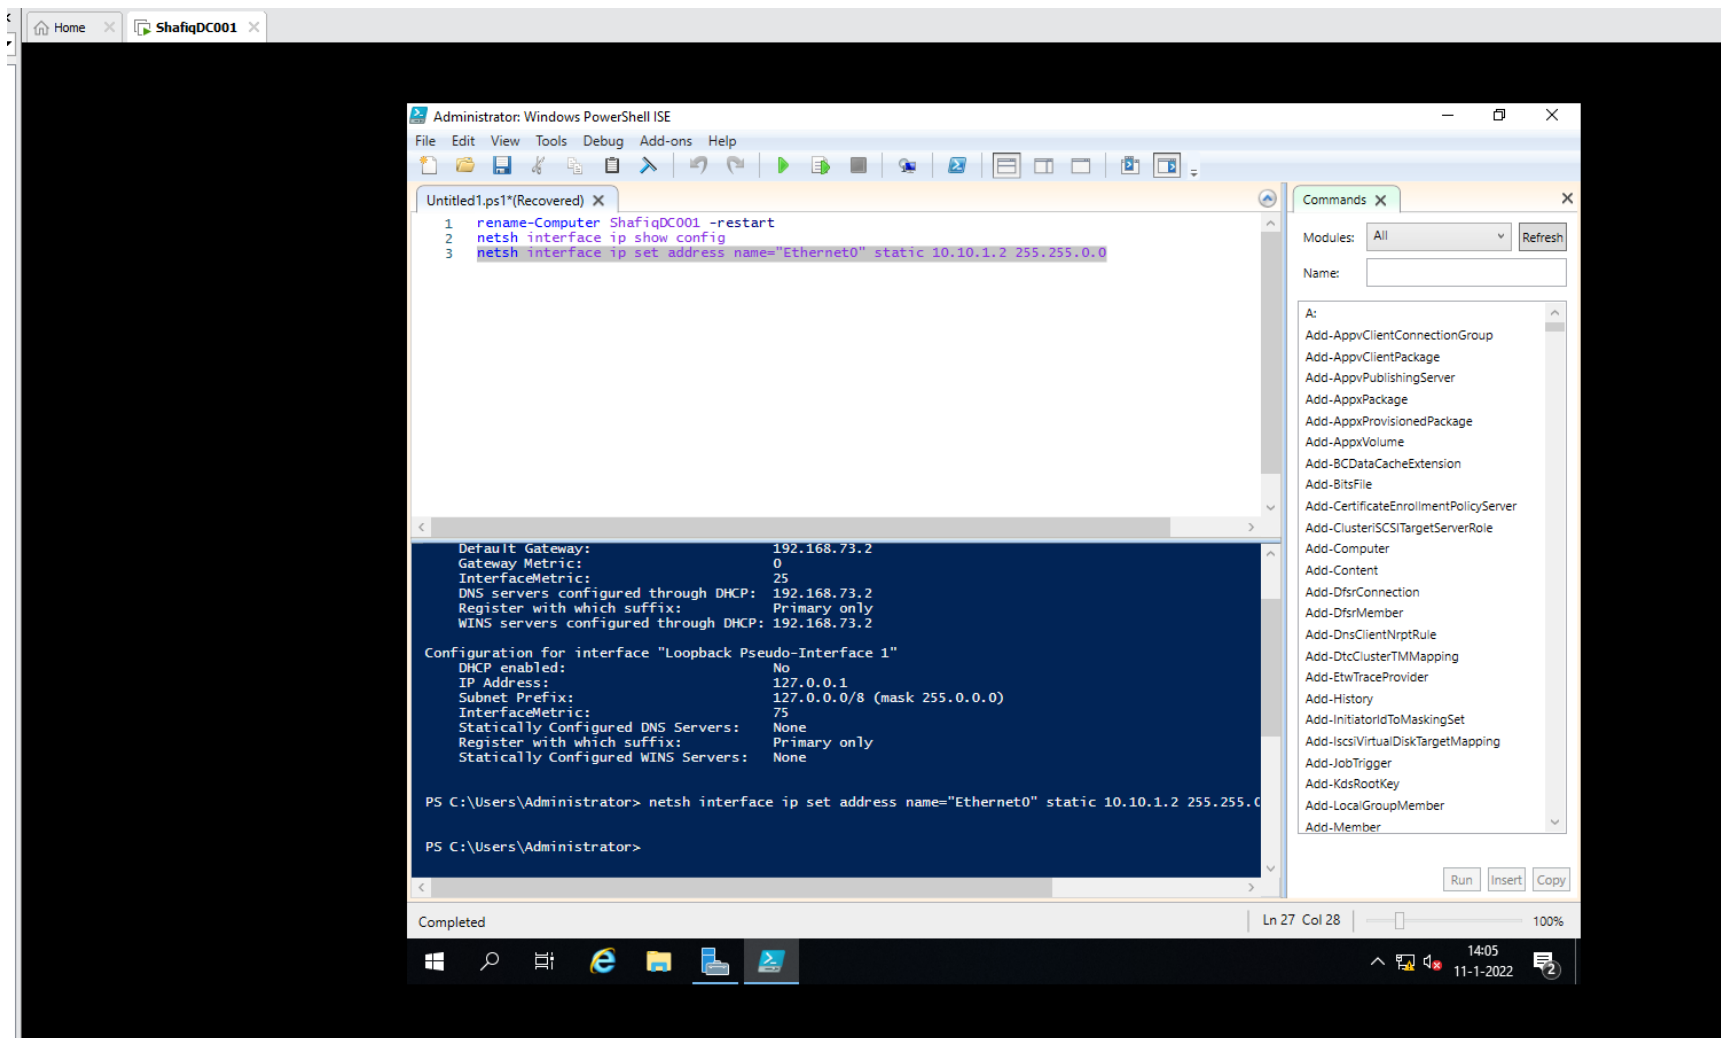 Home
ShafiqDC001
Administrator: Windows PowerShell ISE
File Edit View Tools Debug Add-ons Help
Untitled1.ps1*(Recovered)
1 rename-Computer ShafiqDC001 -restart
2 netsh interface ip show config
3 netsh interface ip set address name="Ethernet0" static 10.10.1.2 255.255.0.0
Default Gateway: 192.168.73.2
Gateway Metric: 0
InterfaceMetric: 25
DNS servers configured through DHCP: 192.168.73.2
Register with which suffix: Primary only
WINS servers configured through DHCP: 192.168.73.2
Configuration for interface "Loopback Pseudo-Interface 1"
DHCP enabled: No
IP Address: 127.0.0.1
Subnet Prefix: 127.0.0.0/8 (mask 255.0.0.0)
InterfaceMetric: 75
Statically Configured DNS Servers: None
Register with which suffix: Primary only
Statically Configured WINS Servers: None
PS C:\Users\Administrator> netsh interface ip set address name="Ethernet0" static 10.10.1.2 255.255.
PS C:\Users\Administrator>
Commands
Modules: All Refresh
Name:
A:
Add-AppvClientConnectionGroup
Add-AppvClientPackage
Add-AppvPublishingServer
Add-AppxPackage
Add-AppxProvisionedPackage
Add-AppxVolume
Add-BCDataCacheExtension
Add-BitsFile
Add-CertificateEnrollmentPolicyServer
Add-ClusteriSCSITargetServerRole
Add-Computer
Add-Content
Add-DfsrConnection
Add-DfsrMember
Add-DnsClientNrptRule
Add-DtcClusterTMMapping
Add-EtwTraceProvider
Add-History
Add-InitiatorIdToMaskingSet
Add-IscsiVirtualDiskTargetMapping
Add-JobTrigger
Add-KdsRootKey
Add-LocalGroupMember
Add-Member
Run Insert Copy
Completed
Ln 27 Col 28
100%
14:05
11-1-2022
2